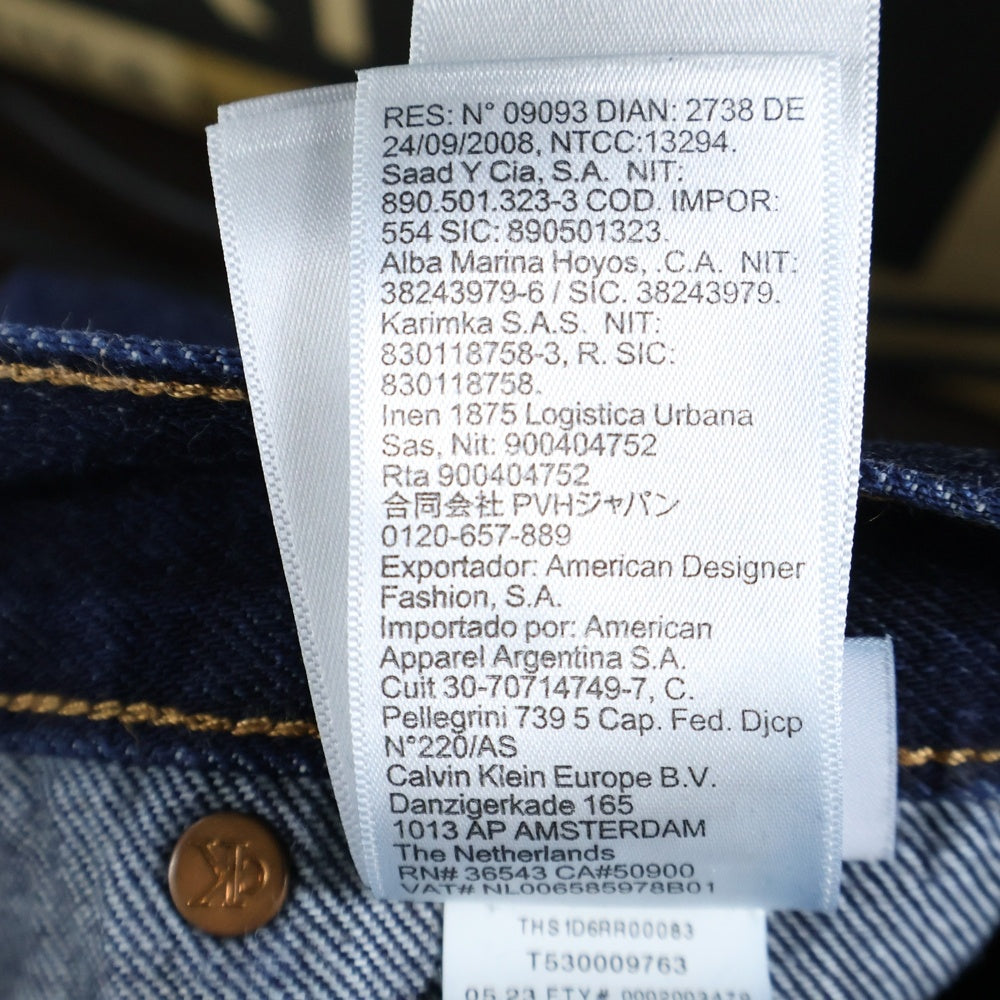 RES: N° 09093 DIAN: 2738 DE
24/09/2008, NTCC:13294.
Saad Y Cia, S.A. NIT:
890.501.323-3 COD. IMPOR:
554 SIC: 890501323.
Alba Marina Hoyos, .C.A. NIT:
38243979-6 / SIC. 38243979.
Karimka S.A.S. NIT:
830118758-3, R. SIC:
830118758.
Inen 1875 Logistica Urbana
Sas, Nit: 900404752
Rta 900404752
合同会社 PVHジャパン
0120-657-889
Exportador: American Designer
Fashion, S.A.
Importado por: American
Apparel Argentina S.A.
Cuit 30-70714749-7, C.
Pellegrini 739 5 Cap. Fed. Djcp
N°220/AS
Calvin Klein Europe B.V.
Danzigerkade 165
1013 AP AMSTERDAM
The Netherlands
RN# 36543 CA#50900
VAT# NL006585978B01
THS1D6RR00083
T530009763
05 23 FTY#